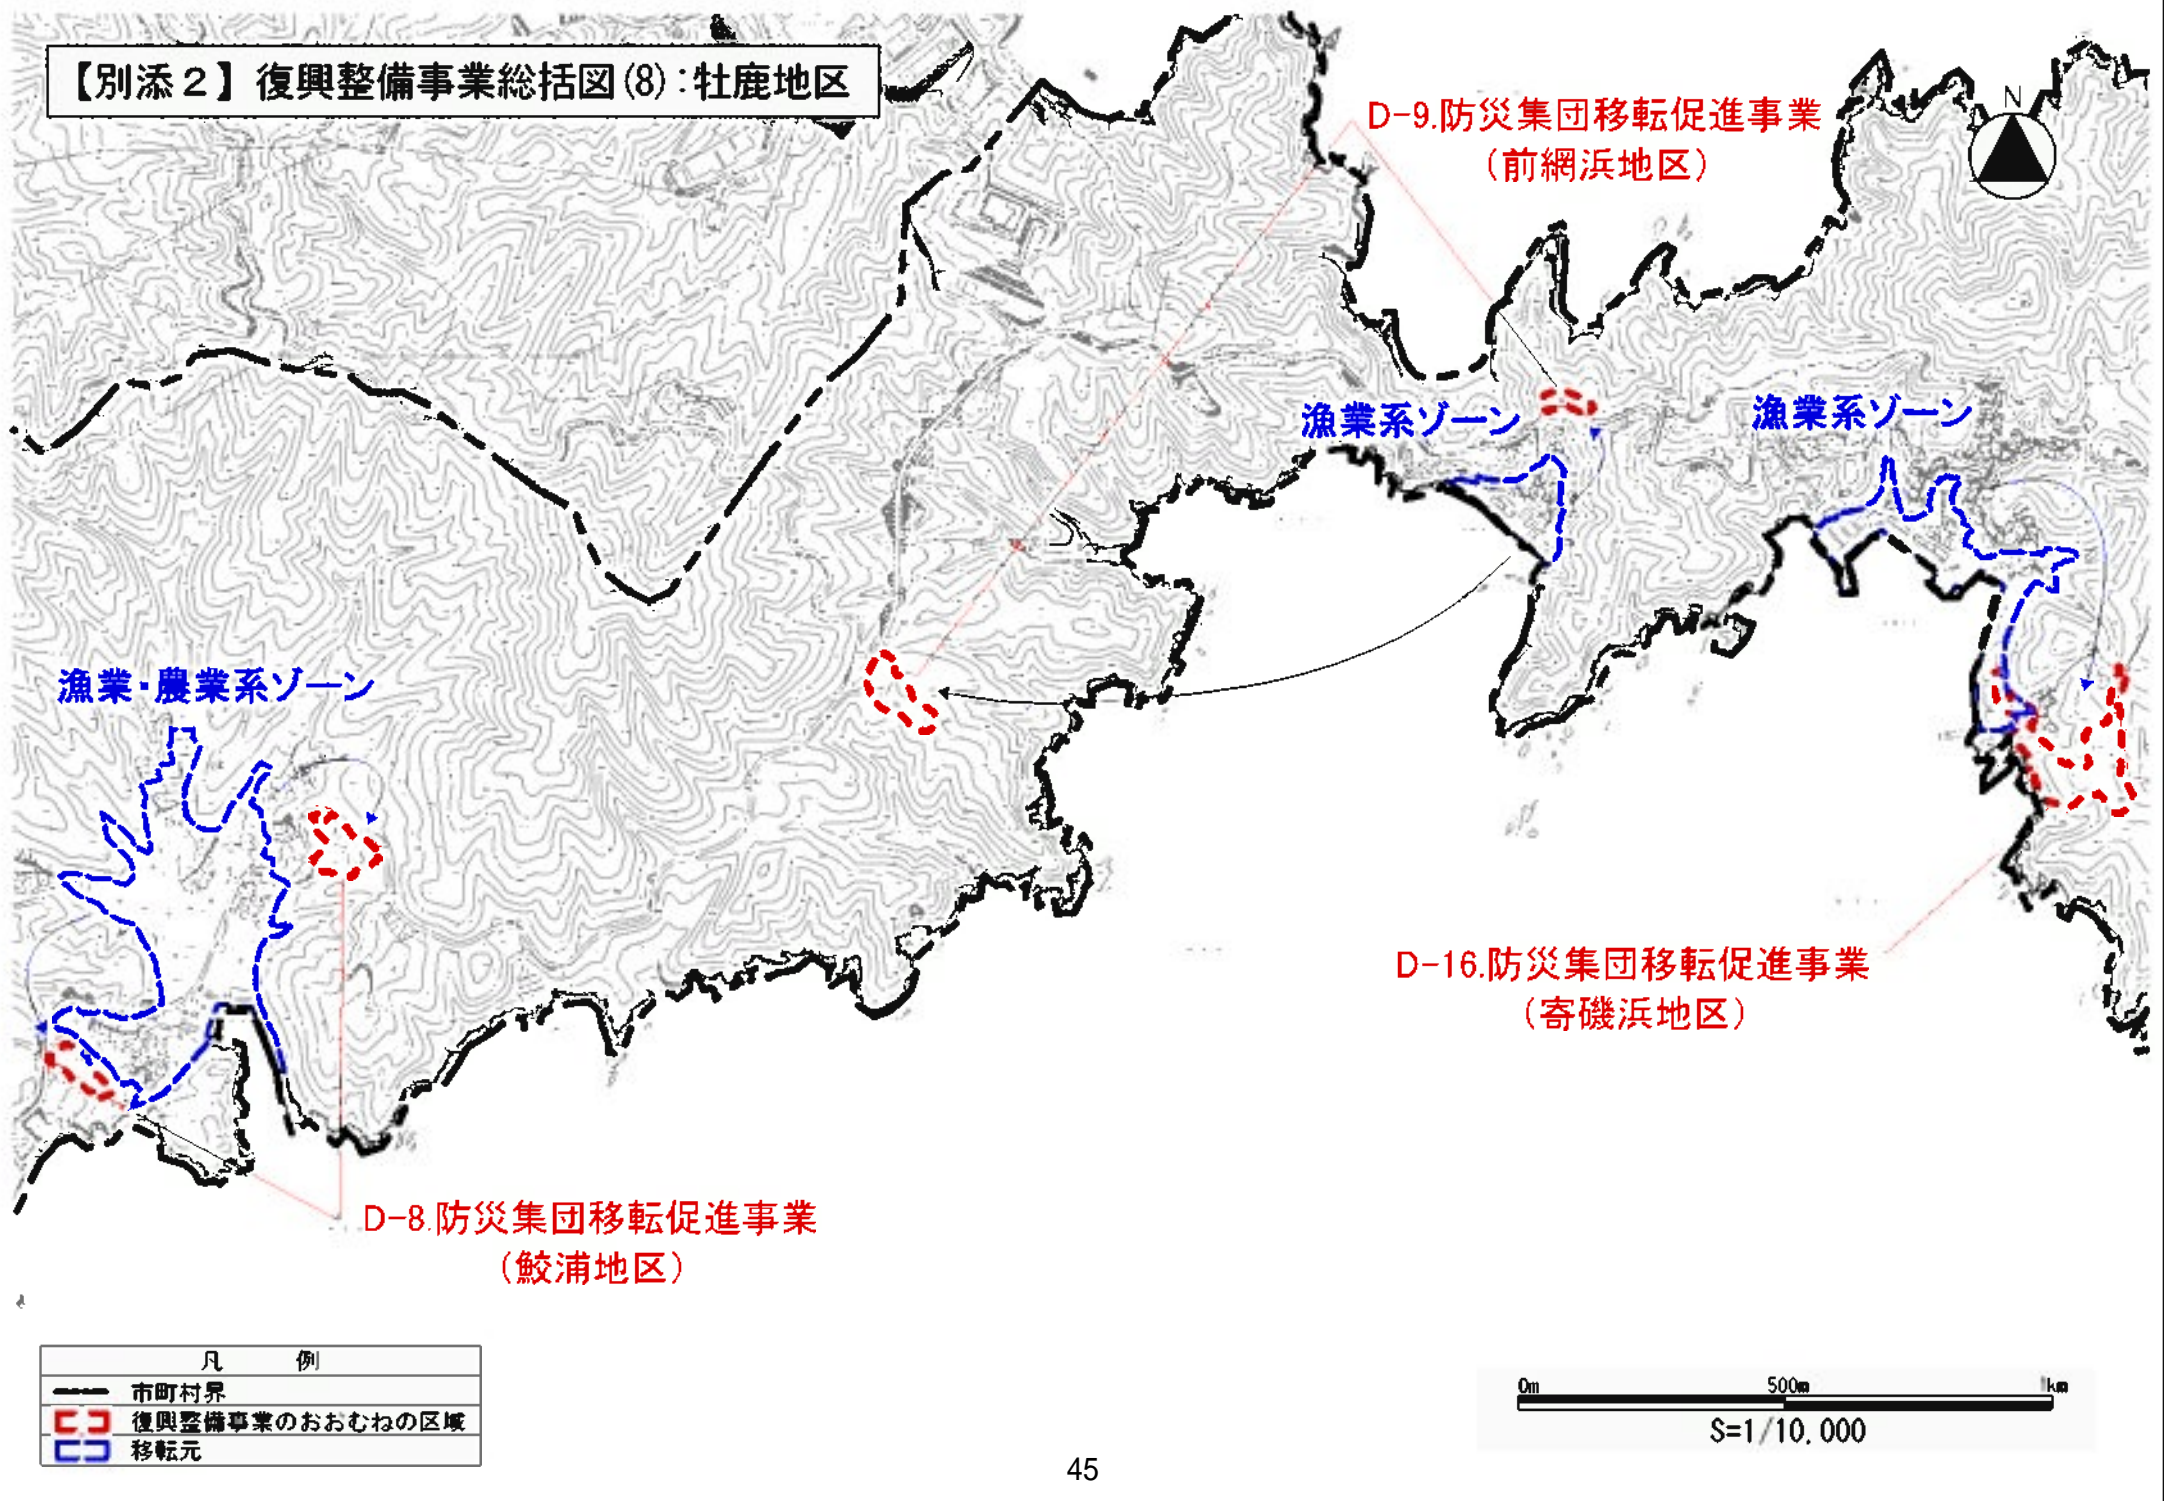 【別添２】復興整備事業総括図(8)：牡鹿地区
N
D-9.防災集団移転促進事業
（前網浜地区）
漁業系ゾーン
漁業系ゾーン
漁業・農業系ゾーン
D-16.防災集団移転促進事業
（寄磯浜地区）
D-8.防災集団移転促進事業
（鮫浦地区）
凡　例
市町村界
復興整備事業のおおむねの区域
移転元
0m 500m 1km
S=1/10,000
45